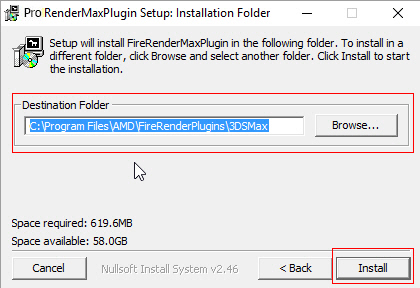 Pro RenderMaxPlugin Setup: Installation Folder
Setup will install FireRenderMaxPlugin in the following folder. To install in a
different folder, click Browse and select another folder. Click Install to start
the installation.
Destination Folder
C:\Program Files\AMD\FireRenderPlugins\3DSMax
Browse...
Space required: 619.6MB
Space available: 58.0GB
Cancel
Nullsoft Install System v2.46
< Back
Install